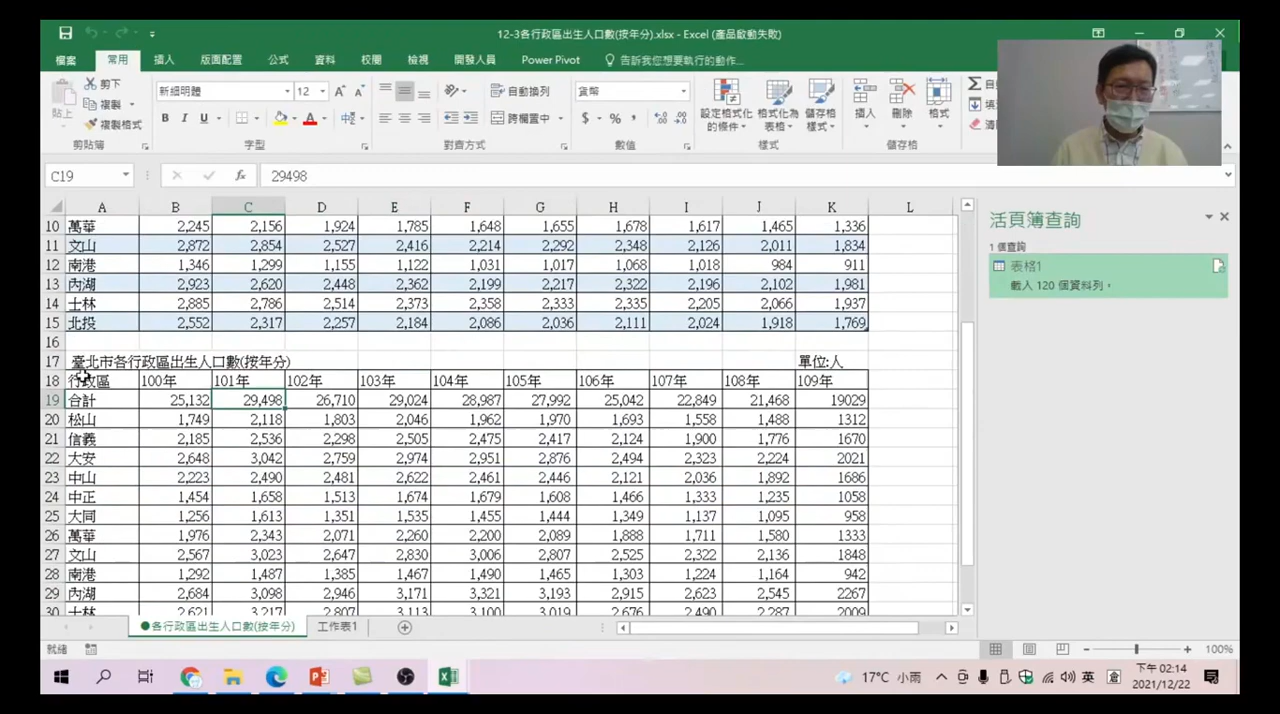 12-3各行政區出生人口數(按年分).xlsx - Excel (產品啟動失敗)
檔案 常用 插入 版面配置 公式 資料 校閱 檢視 開發人員 Power Pivot 告訴我您想要執行的動作...
貼上 剪下 複製 複製格式 新細明體 12 自動換列 跨欄置中 貨幣 設定格式化的條件 格式化為表格 儲存格樣式 插入 刪除 格式
剪貼簿 字型 對齊方式 數值 樣式 儲存格
C19 fx 29498
A B C D E F G H I J K L
10 萬華 2,245 2,156 1,924 1,785 1,648 1,655 1,678 1,617 1,465 1,336
11 文山 2,872 2,854 2,527 2,416 2,214 2,292 2,348 2,126 2,011 1,834
12 南港 1,346 1,299 1,155 1,122 1,031 1,017 1,068 1,018 984 911
13 內湖 2,923 2,620 2,448 2,362 2,199 2,217 2,322 2,196 2,102 1,981
14 士林 2,885 2,786 2,514 2,373 2,358 2,333 2,335 2,205 2,066 1,937
15 北投 2,552 2,317 2,257 2,184 2,086 2,036 2,111 2,024 1,918 1,769
16
17 臺北市各行政區出生人口數(按年分) 單位:人
18 行政區 100年 101年 102年 103年 104年 105年 106年 107年 108年 109年
19 合計 25,132 29,498 26,710 29,024 28,987 27,992 25,042 22,849 21,468 19029
20 松山 1,749 2,118 1,803 2,046 1,962 1,970 1,693 1,558 1,488 1312
21 信義 2,185 2,536 2,298 2,505 2,475 2,417 2,124 1,900 1,776 1670
22 大安 2,648 3,042 2,759 2,974 2,951 2,876 2,494 2,323 2,224 2021
23 中山 2,223 2,490 2,481 2,622 2,461 2,446 2,121 2,036 1,892 1686
24 中正 1,454 1,658 1,513 1,674 1,679 1,608 1,466 1,333 1,235 1058
25 大同 1,256 1,613 1,351 1,535 1,455 1,444 1,349 1,137 1,095 958
26 萬華 1,976 2,343 2,071 2,260 2,200 2,089 1,888 1,711 1,580 1333
27 文山 2,567 3,023 2,647 2,830 3,006 2,807 2,525 2,322 2,136 1848
28 南港 1,292 1,487 1,385 1,467 1,490 1,465 1,303 1,224 1,164 942
29 內湖 2,684 3,098 2,946 3,171 3,321 3,193 2,915 2,623 2,545 2267
30 士林 2,621 3,217 2,807 3,113 3,100 3,019 2,676 2,490 2,287 2009
活頁簿查詢
1 個查詢
表格1
載入 120 個資料列。
各行政區出生人口數(按年分) 工作表1
就緒 100%
17°C 小雨 英 倉 下午 02:14
2021/12/22